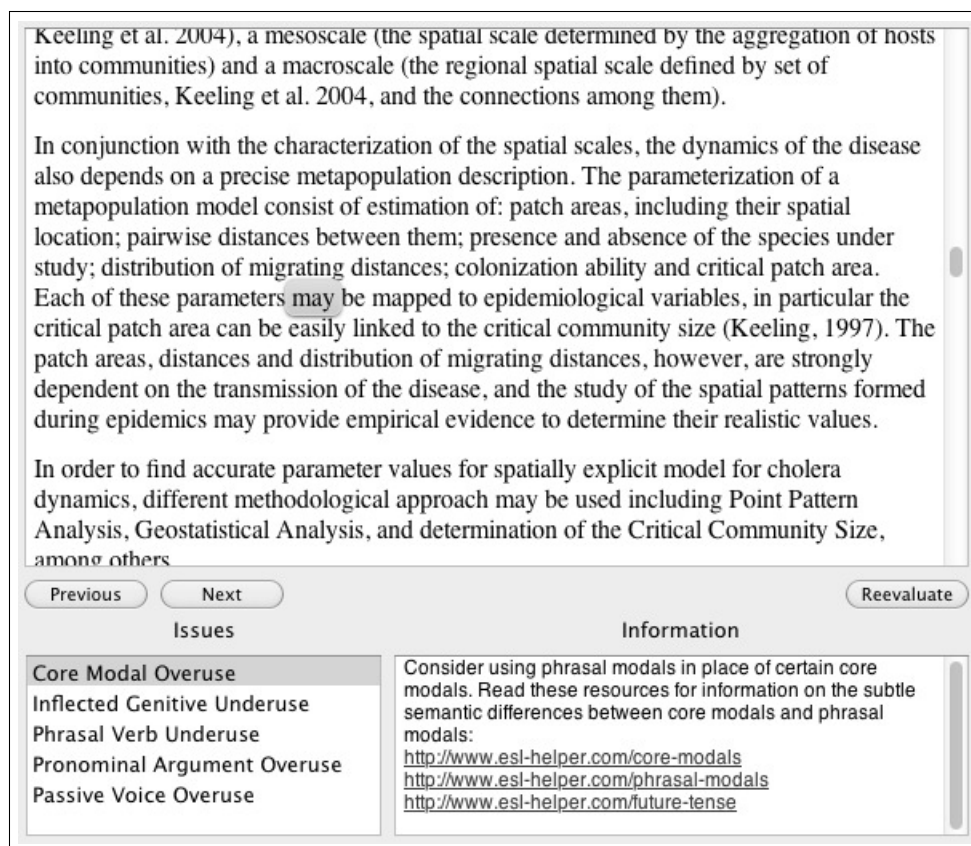 Keeling et al. 2004), a mesoscale (the spatial scale determined by the aggregation of hosts
into communities) and a macroscale (the regional spatial scale defined by set of
communities, Keeling et al. 2004, and the connections among them).
In conjunction with the characterization of the spatial scales, the dynamics of the disease
also depends on a precise metapopulation description. The parameterization of a
metapopulation model consist of estimation of: patch areas, including their spatial
location; pairwise distances between them; presence and absence of the species under
study; distribution of migrating distances; colonization ability and critical patch area.
Each of these parameters may be mapped to epidemiological variables, in particular the
critical patch area can be easily linked to the critical community size (Keeling, 1997). The
patch areas, distances and distribution of migrating distances, however, are strongly
dependent on the transmission of the disease, and the study of the spatial patterns formed
during epidemics may provide empirical evidence to determine their realistic values.
In order to find accurate parameter values for spatially explicit model for cholera
dynamics, different methodological approach may be used including Point Pattern
Analysis, Geostatistical Analysis, and determination of the Critical Community Size,
among others
Previous
Next
Reevaluate
Issues
Core Modal Overuse
Inflected Genitive Underuse
Phrasal Verb Underuse
Pronominal Argument Overuse
Passive Voice Overuse
Information
Consider using phrasal modals in place of certain core
modals. Read these resources for information on the subtle
semantic differences between core modals and phrasal
modals:
http://www.esl-helper.com/core-modals
http://www.esl-helper.com/phrasal-modals
http://www.esl-helper.com/future-tense